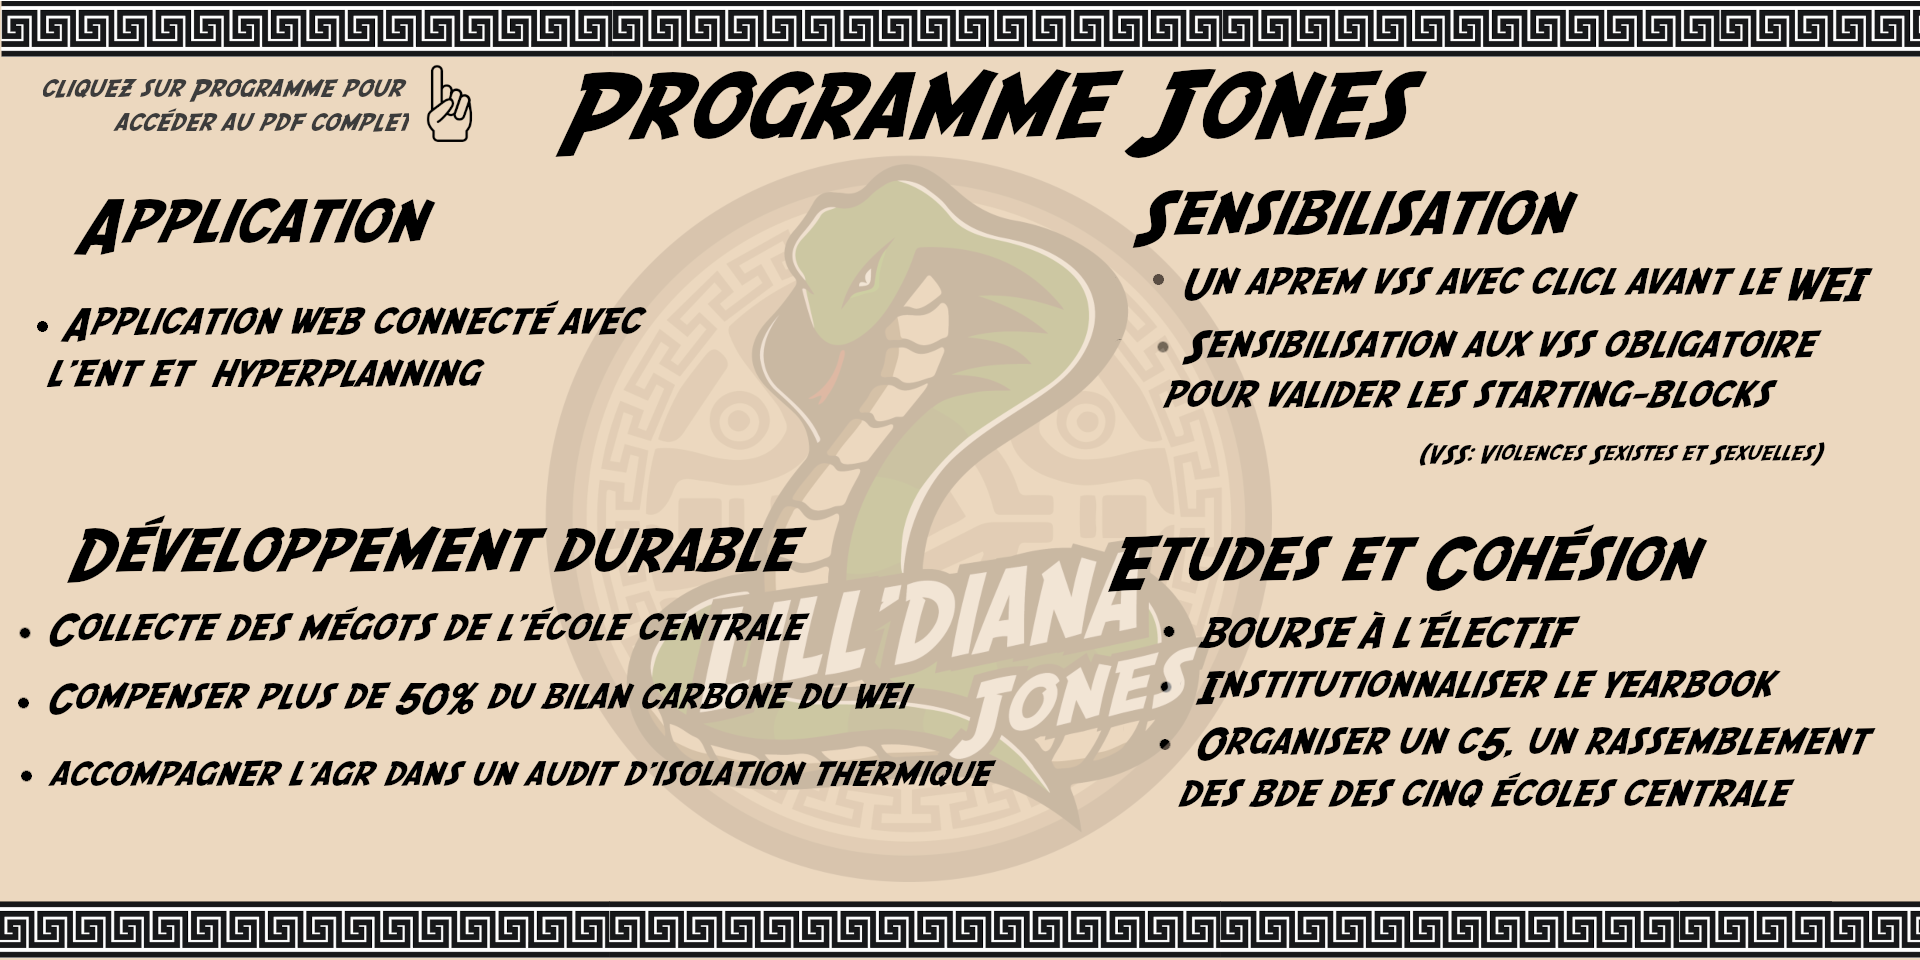 Cliquez sur Programme pour
accéder au pdf complet
Programme Jones
Application
• Application web connecté avec
l'ENT et Hyperplanning
Sensibilisation
• Un aprem VSS avec CLICL avant le WEI
• Sensibilisation aux VSS obligatoire
pour valider les starting-blocks
(VSS: Violences Sexistes et Sexuelles)
Développement durable
• Collecte des mégots de l'école centrale
• Compenser plus de 50% du bilan carbone du WEI
• accompagner l'AGR dans un audit d'isolation thermique
Etudes et Cohésion
• Bourse à l'électif
• Institutionnaliser le yearbook
• Organiser un C5, un rassemblement
des BDE des cinq écoles centrale
Lill'Diana
Jones